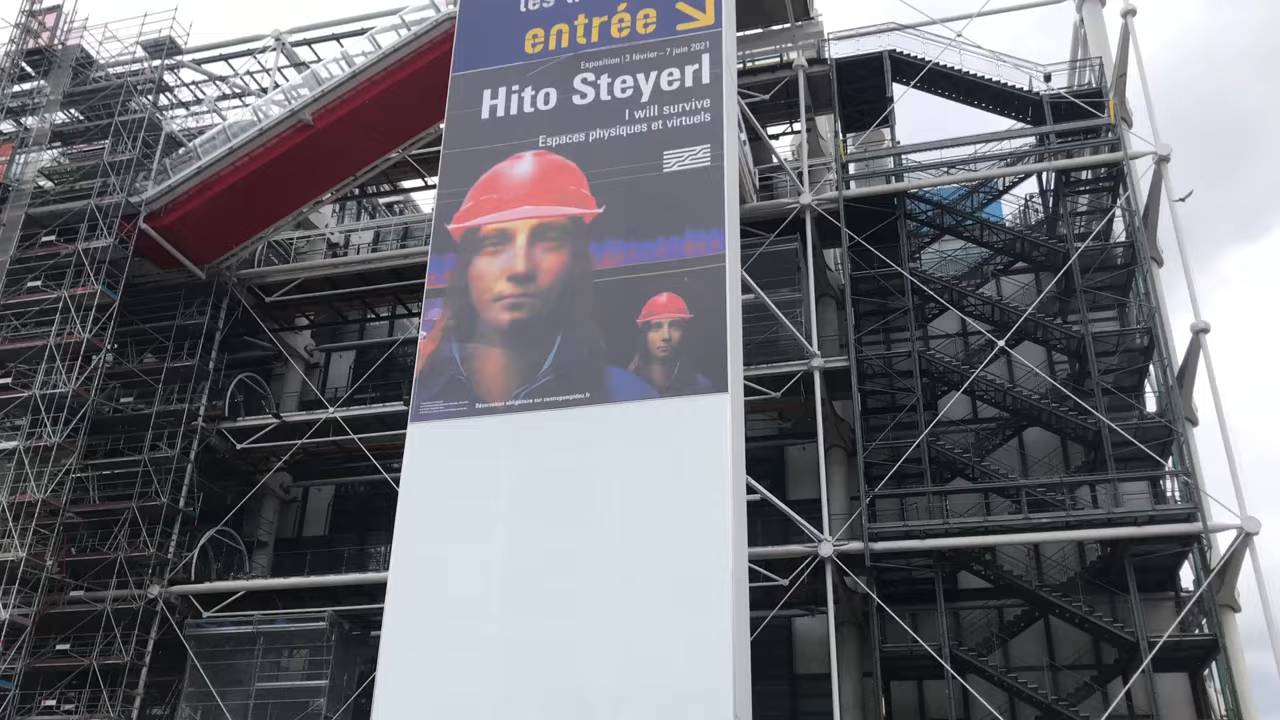 entrée
Exposition | 3 février – 7 juin 2021
Hito Steyerl
I will survive
Espaces physiques et virtuels
Réservation obligatoire sur centrepompidou.fr